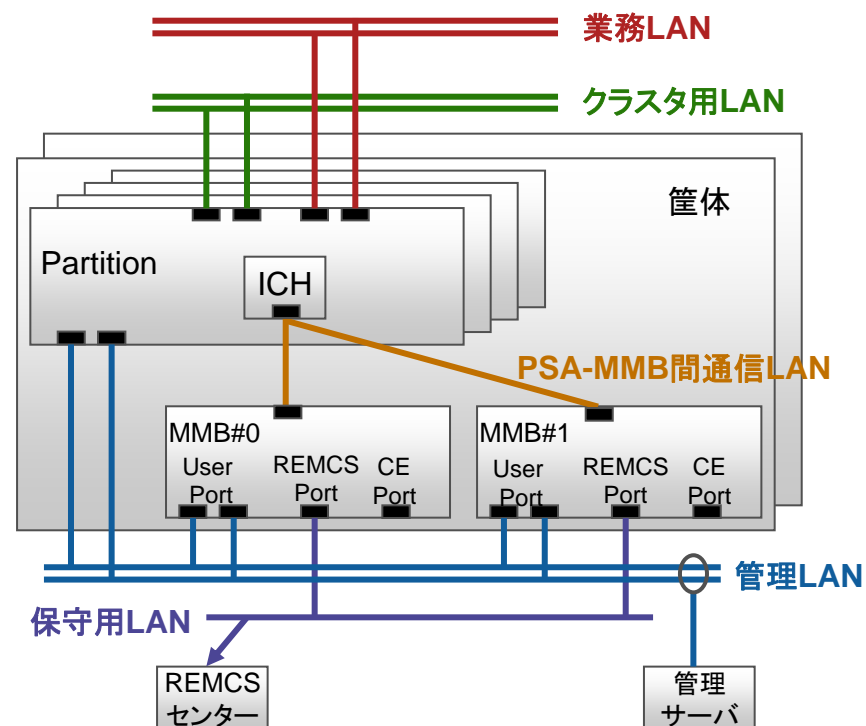 業務LAN
クラスタ用LAN
筐体
Partition
ICH
PSA-MMB間通信LAN
MMB#0
User
Port
REMCS
Port
CE
Port
MMB#1
User
Port
REMCS
Port
CE
Port
管理LAN
保守用LAN
REMCS
センター
管理
サーバ